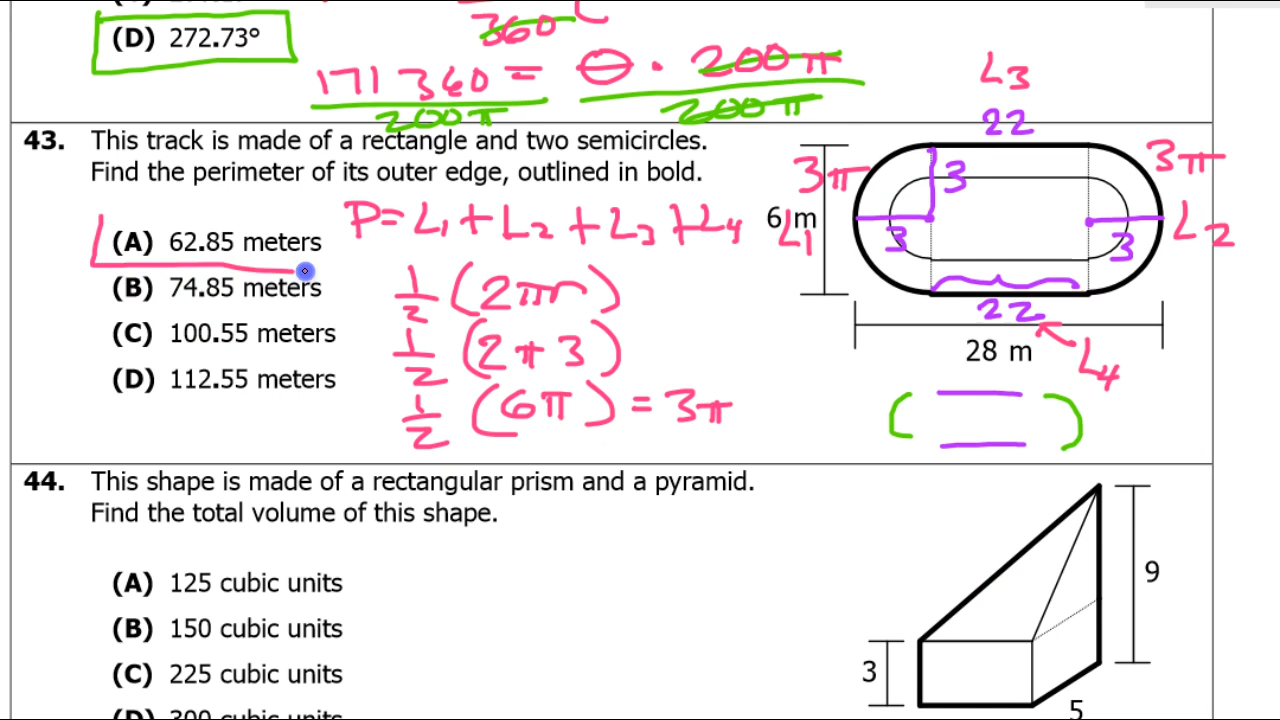 (D) 272.73°
360
171 360 = θ · 200π
200π 200π
43. This track is made of a rectangle and two semicircles.
Find the perimeter of its outer edge, outlined in bold.
(A) 62.85 meters
(B) 74.85 meters
(C) 100.55 meters
(D) 112.55 meters
P=L₁+L₂+L₃+L₄
1/2 (2πr)
1/2 (2π3)
1/2 (6π) = 3π
L₃
22
3π
3
3π
6 m
L₁
3
3
L₂
22
28 m
L₄
44. This shape is made of a rectangular prism and a pyramid.
Find the total volume of this shape.
(A) 125 cubic units
(B) 150 cubic units
(C) 225 cubic units
(D) 300 cubic units
9
3
5